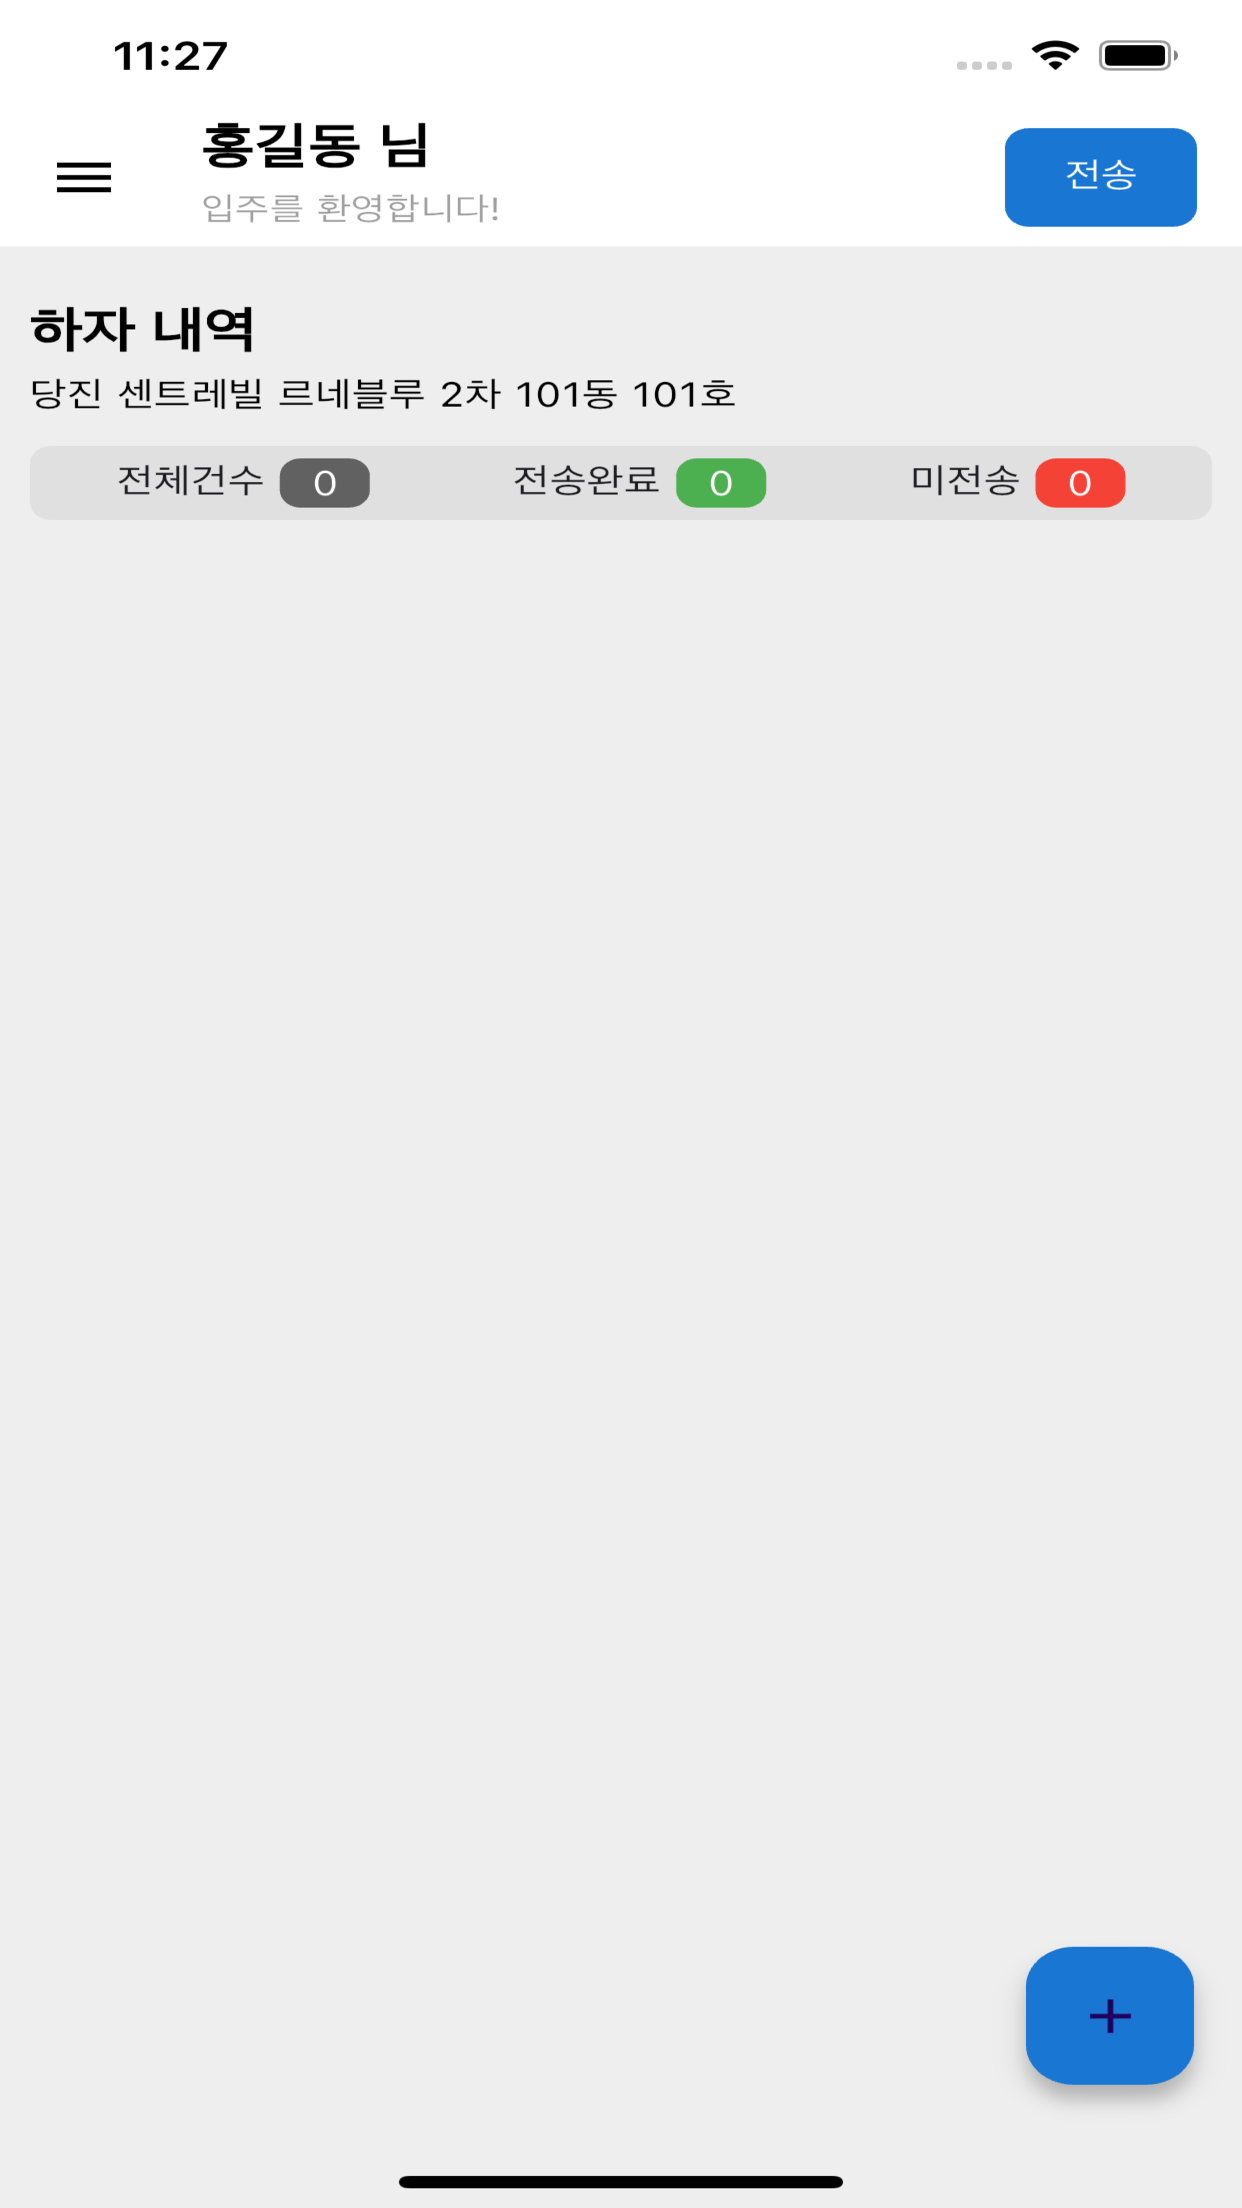 11:27
홍길동 님
입주를 환영합니다!
전송
하자 내역
당진 센트레빌 르네블루 2차 101동 101호
전체건수 0 전송완료 0 미전송 0
+